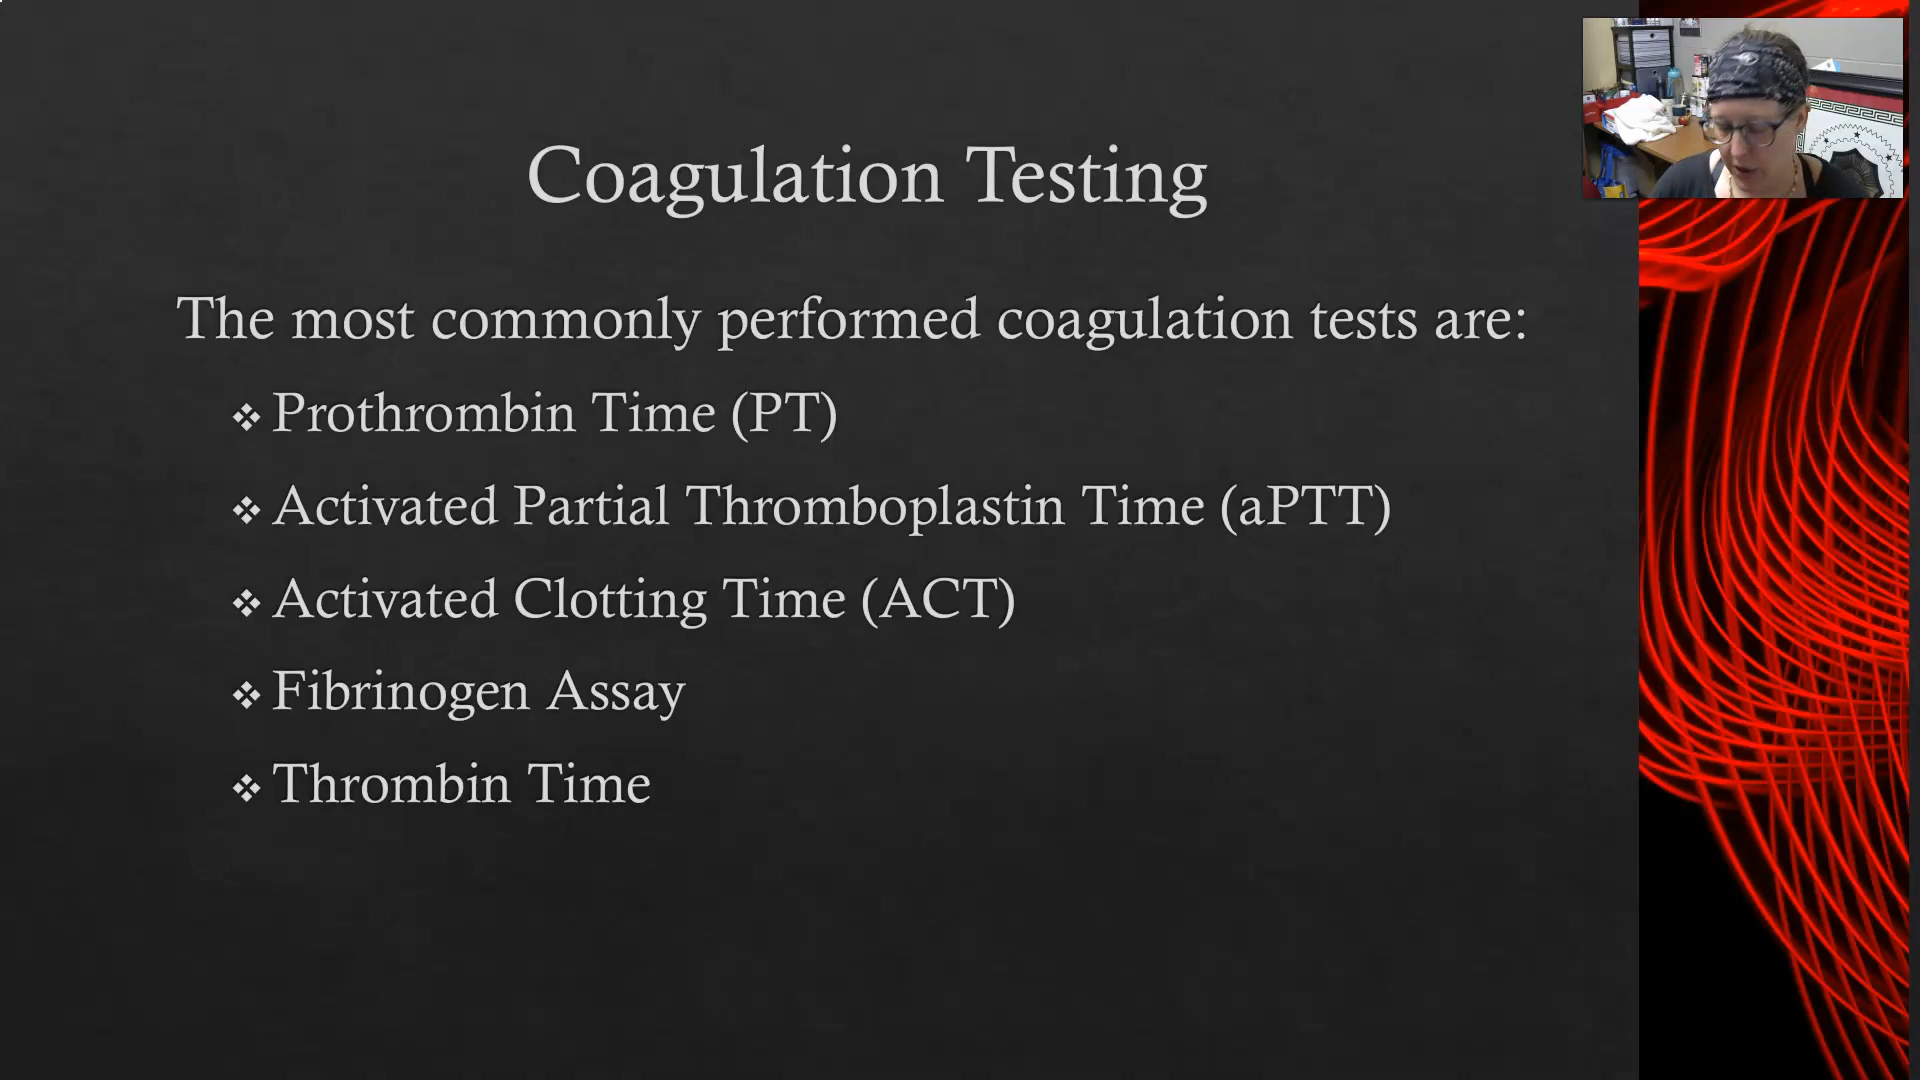 Coagulation Testing
The most commonly performed coagulation tests are:
❖ Prothrombin Time (PT)
❖ Activated Partial Thromboplastin Time (aPTT)
❖ Activated Clotting Time (ACT)
❖ Fibrinogen Assay
❖ Thrombin Time